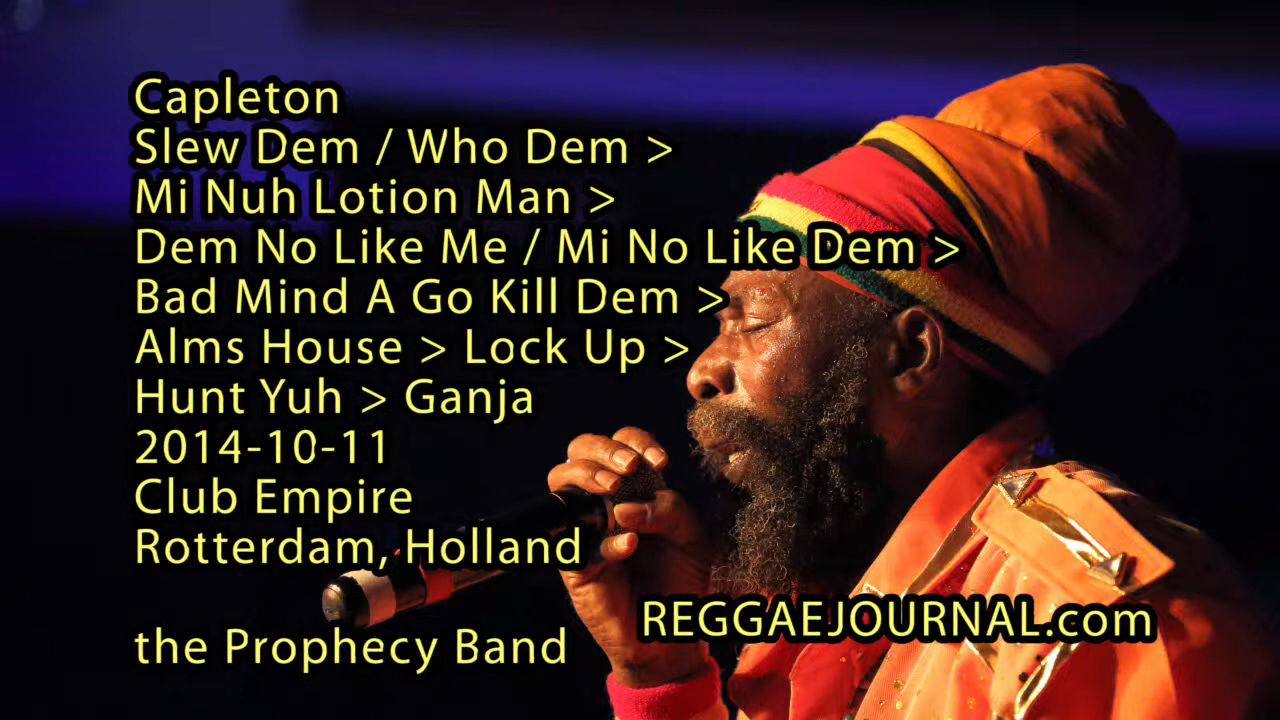 Capleton
Slew Dem / Who Dem >
Mi Nuh Lotion Man >
Dem No Like Me / Mi No Like Dem >
Bad Mind A Go Kill Dem >
Alms House > Lock Up >
Hunt Yuh > Ganja
2014-10-11
Club Empire
Rotterdam, Holland
REGGAEJOURNAL.com
the Prophecy Band